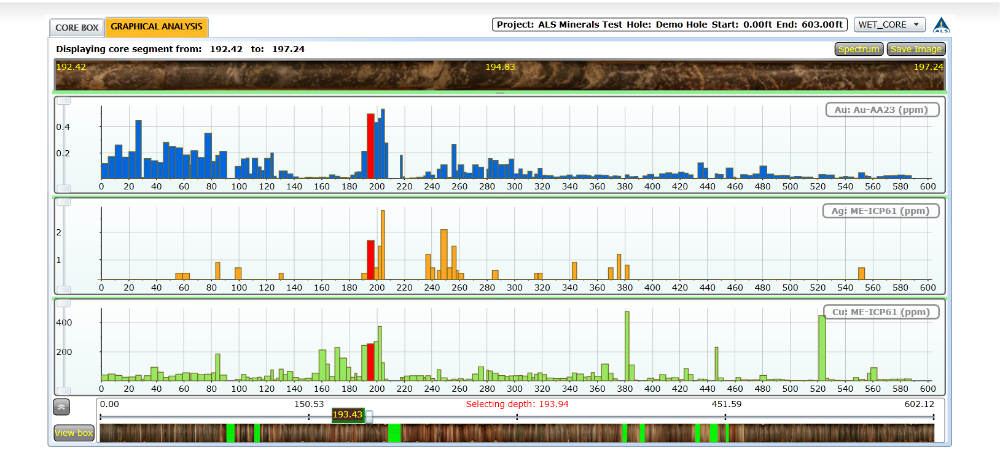 CORE BOX GRAPHICAL ANALYSIS Project: ALS Minerals Test Hole: Demo Hole Start: 0.00ft End: 603.00ft WET_CORE ALS
Displaying core segment from: 192.42 to: 197.24 Spectrum Save Image
192.42 194.83 197.24
Au: Au-AA23 (ppm)
0.4
0.2
0 20 40 60 80 100 120 140 160 180 200 220 240 260 280 300 320 340 360 380 400 420 440 460 480 500 520 540 560 580 600
Ag: ME-ICP61 (ppm)
2
1
0 20 40 60 80 100 120 140 160 180 200 220 240 260 280 300 320 340 360 380 400 420 440 460 480 500 520 540 560 580 600
Cu: ME-ICP61 (ppm)
400
200
0 20 40 60 80 100 120 140 160 180 200 220 240 260 280 300 320 340 360 380 400 420 440 460 480 500 520 540 560 580 600
0.00 150.53 Selecting depth: 193.94 451.59 602.12
193.43
View box